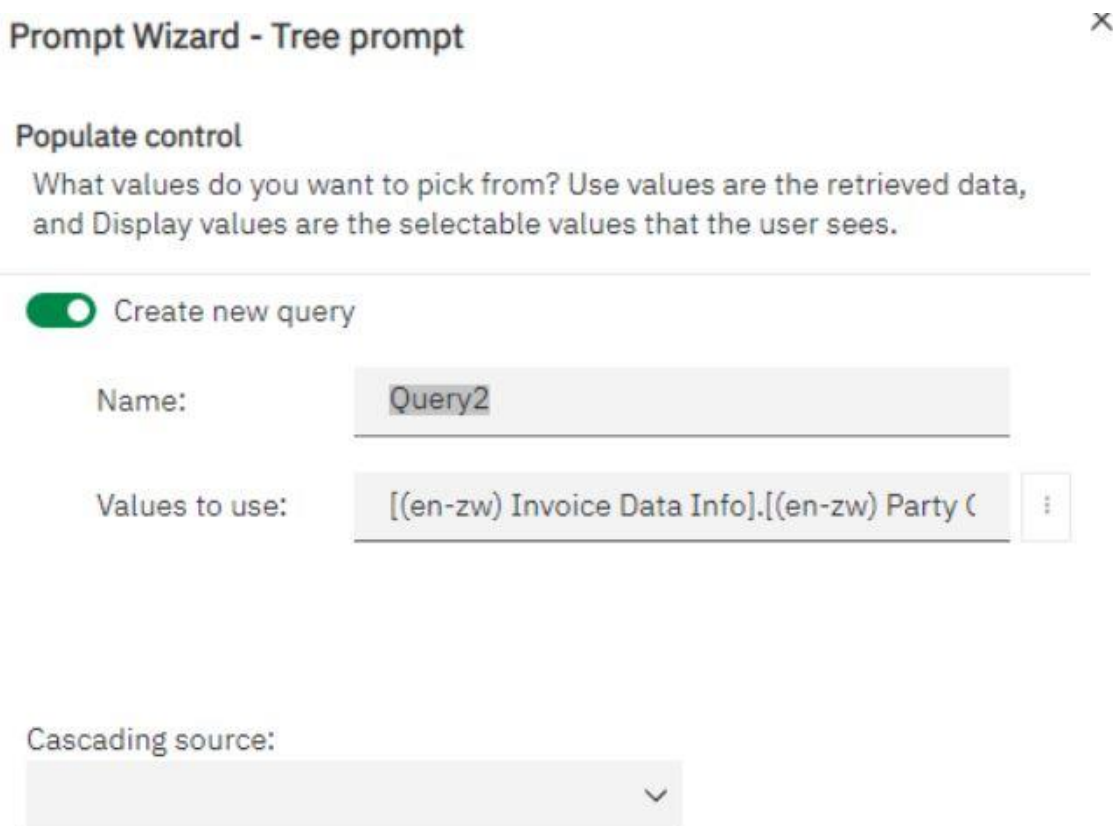 Prompt Wizard - Tree prompt
Populate control
What values do you want to pick from? Use values are the retrieved data,
and Display values are the selectable values that the user sees.
Create new query
Name: Query2
Values to use: [(en-zw) Invoice Data Info].[(en-zw) Party (
Cascading source: